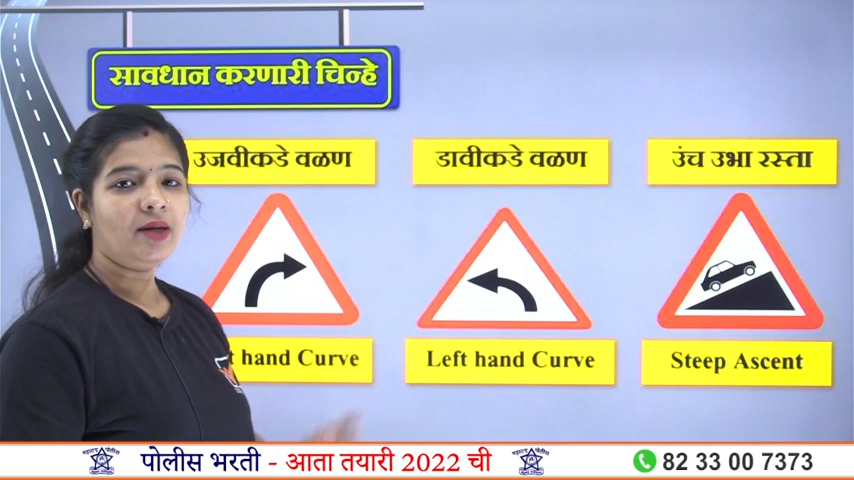 सावधान करणारी चिन्हे
उजवीकडे वळण
डावीकडे वळण
उंच उभा रस्ता
hand Curve
Left hand Curve
Steep Ascent
पोलीस भरती - आता तयारी 2022 ची
82 33 00 7373